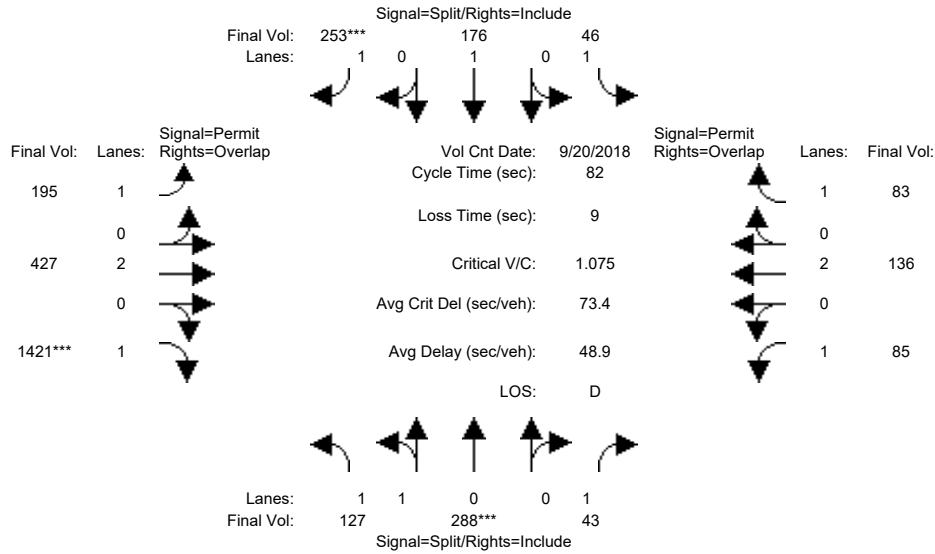 Signal=Split/Rights=Include
Final Vol: 253*** 176 46
Lanes: 1 0 1 0 1
Signal=Permit
Final Vol: Lanes: Rights=Overlap
Vol Cnt Date: 9/20/2018
Signal=Permit
Rights=Overlap Lanes: Final Vol:
Cycle Time (sec): 82
195 1
1 83
Loss Time (sec): 9
0
0
427 2
Critical V/C: 1.075
2 136
0
Avg Crit Del (sec/veh): 73.4
0
1421*** 1
Avg Delay (sec/veh): 48.9
1 85
LOS: D
Lanes: 1 1 0 0 1
Final Vol: 127 288*** 43
Signal=Split/Rights=Include